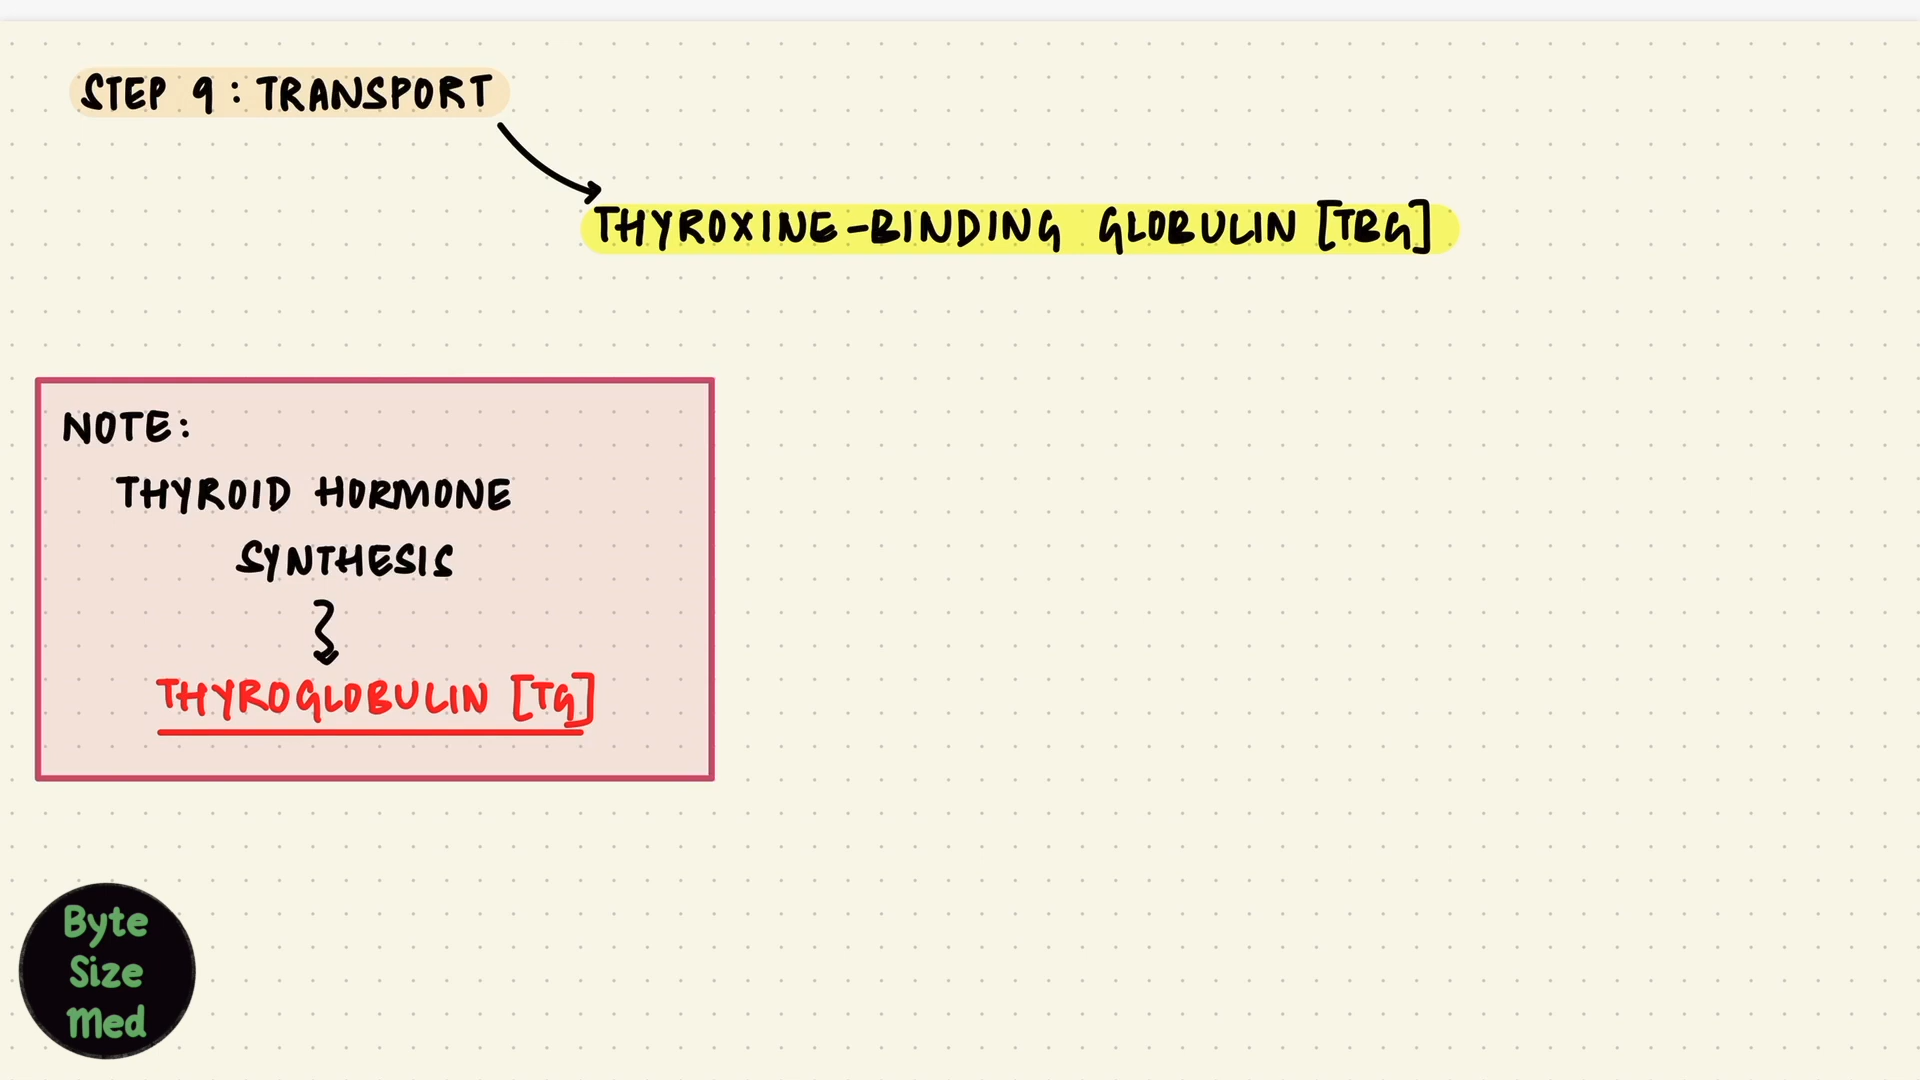 STEP 9: TRANSPORT
THYROXINE-BINDING GLOBULIN [TBG]
NOTE:
THYROID HORMONE
SYNTHESIS
THYROGLOBULIN [TG]
Byte
Size
Med